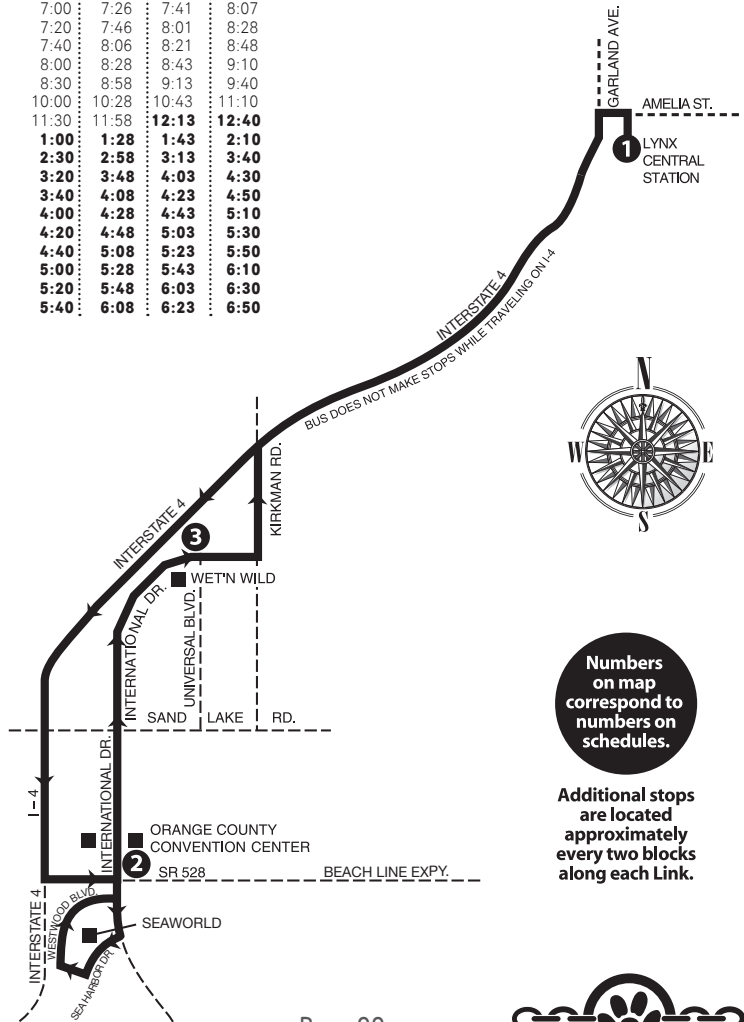 7:00 7:26 7:41 8:07
7:20 7:46 8:01 8:28
7:40 8:06 8:21 8:48
8:00 8:28 8:43 9:10
8:30 8:58 9:13 9:40
10:00 10:28 10:43 11:10
11:30 11:58 12:13 12:40
1:00 1:28 1:43 2:10
2:30 2:58 3:13 3:40
3:20 3:48 4:03 4:30
3:40 4:08 4:23 4:50
4:00 4:28 4:43 5:10
4:20 4:48 5:03 5:30
4:40 5:08 5:23 5:50
5:00 5:28 5:43 6:10
5:20 5:48 6:03 6:30
5:40 6:08 6:23 6:50
GARLAND AVE.
AMELIA ST.
1
LYNX
CENTRAL
STATION
INTERSTATE 4
BUS DOES NOT MAKE STOPS WHILE TRAVELING ON I-4
N
W
E
S
KIRKMAN RD.
INTERSTATE 4
3
WET'N WILD
INTERNATIONAL DR.
UNIVERSAL BLVD.
SAND LAKE RD.
Numbers
on map
correspond to
numbers on
schedules.
Additional stops
are located
approximately
every two blocks
along each Link.
I-4
INTERNATIONAL DR.
ORANGE COUNTY
CONVENTION CENTER
2
SR 528
BEACH LINE EXPY.
INTERSTATE 4
WESTWOOD BLVD.
SEAWORLD
SEA HARBOR DR.